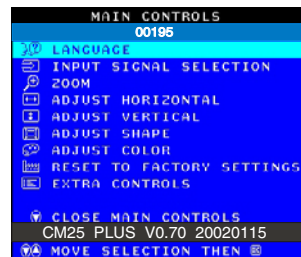 MAIN CONTROLS
00195
LANGUAGE
INPUT SIGNAL SELECTION
ZOOM
ADJUST HORIZONTAL
ADJUST VERTICAL
ADJUST SHAPE
ADJUST COLOR
RESET TO FACTORY SETTINGS
EXTRA CONTROLS
CLOSE MAIN CONTROLS
CM25 PLUS V0.70 20020115
MOVE SELECTION THEN